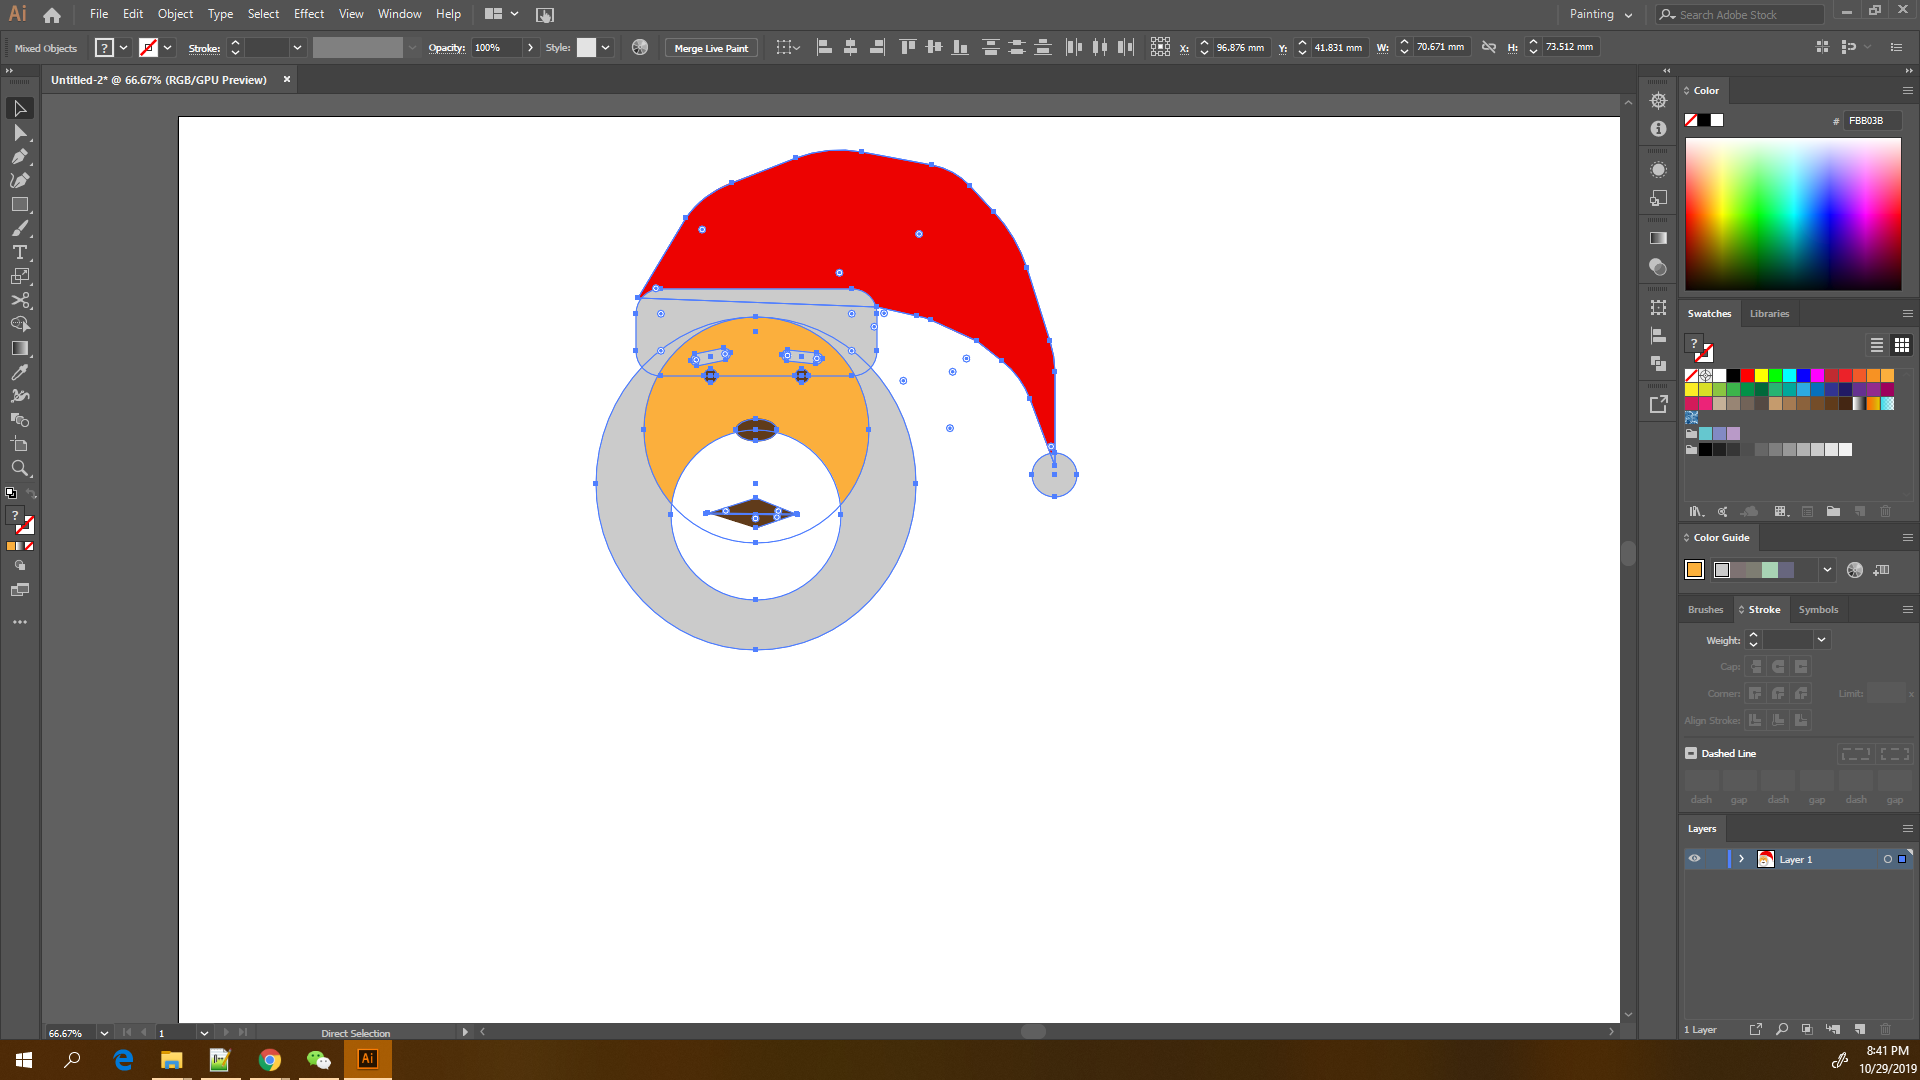 Ai File Edit Object Type Select Effect View Window Help Painting Search Adobe Stock
Mixed Objects ? Stroke: Opacity: 100% Style: Merge Live Paint X: 96.876 mm Y: 41.831 mm W: 70.671 mm H: 73.512 mm
Untitled-2* @ 66.67% (RGB/GPU Preview)
Color
# FBB03B
Swatches Libraries
?
Color Guide
Brushes Stroke Symbols
Weight:
Cap:
Corner: Limit: x
Align Stroke:
Dashed Line
dash gap dash gap dash gap
Layers
Layer 1
1 Layer
?
66.67% 1 Direct Selection
Ai
8:41 PM
10/29/2019